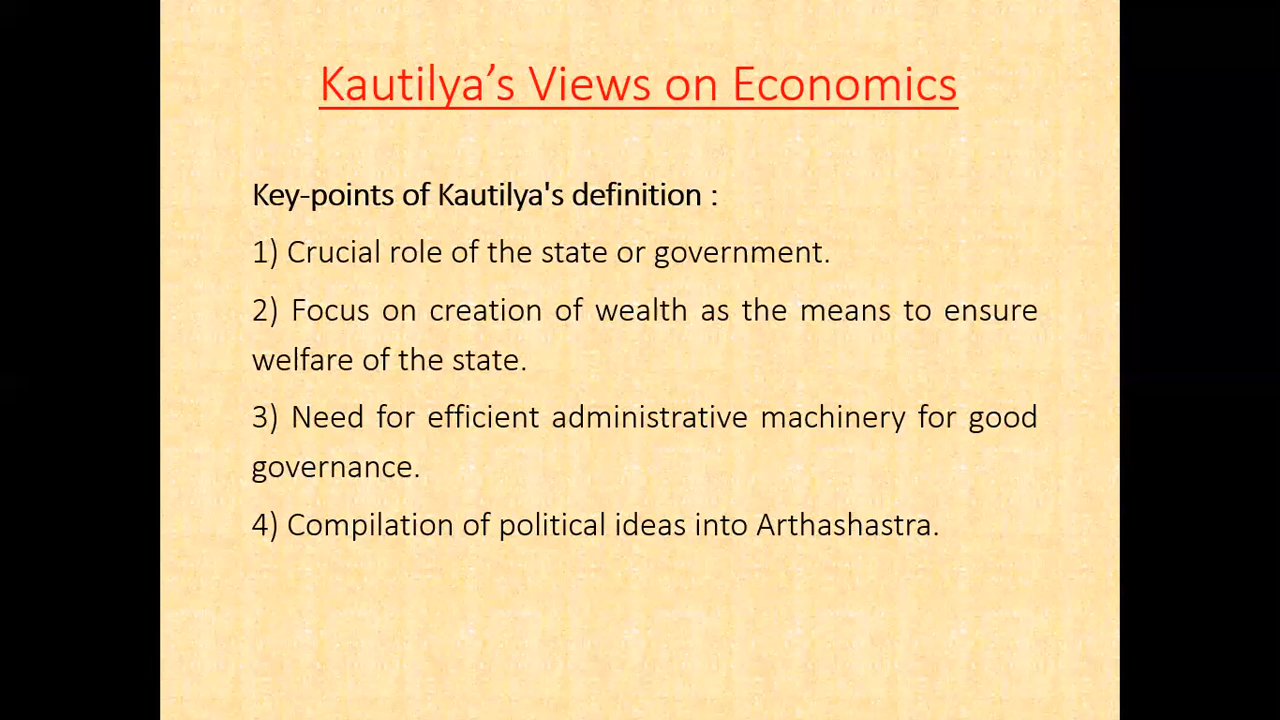 Kautilya’s Views on Economics
Key-points of Kautilya's definition :
1) Crucial role of the state or government.
2) Focus on creation of wealth as the means to ensure
welfare of the state.
3) Need for efficient administrative machinery for good
governance.
4) Compilation of political ideas into Arthashastra.